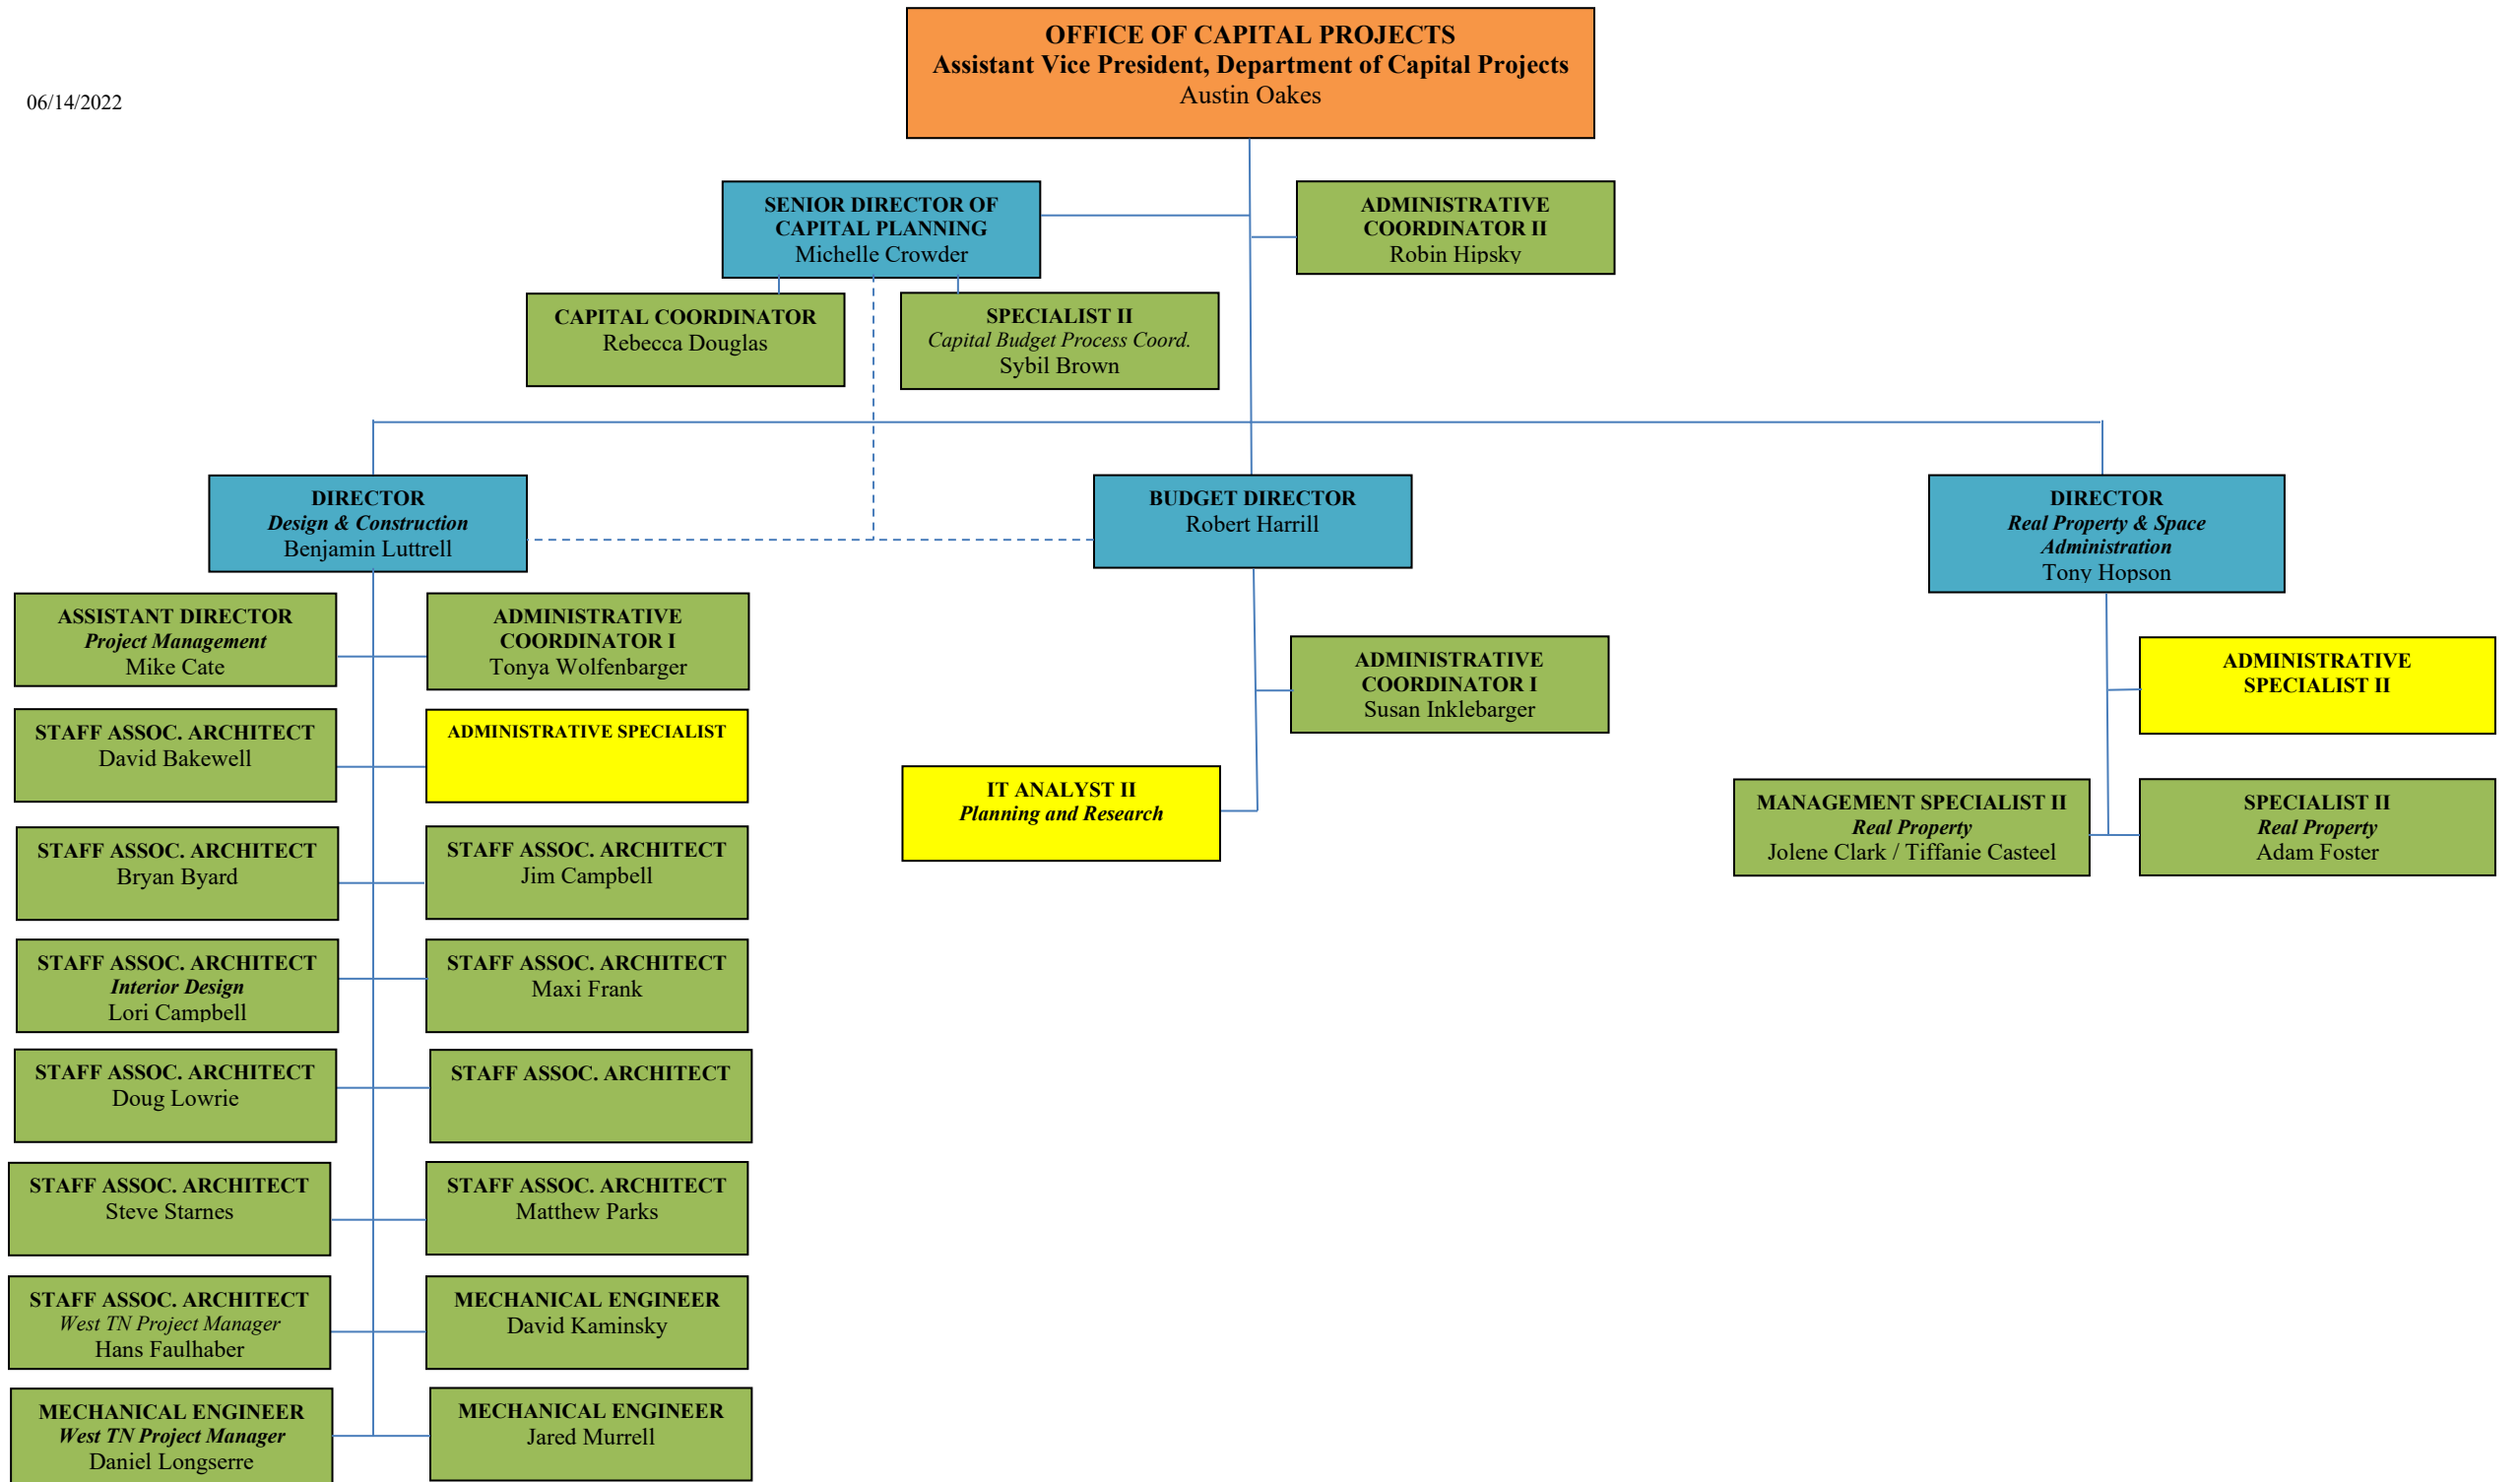 OFFICE OF CAPITAL PROJECTS
Assistant Vice President, Department of Capital Projects
Austin Oakes
06/14/2022
SENIOR DIRECTOR OF
CAPITAL PLANNING
Michelle Crowder
ADMINISTRATIVE
COORDINATOR II
Robin Hipsky
CAPITAL COORDINATOR
Rebecca Douglas
SPECIALIST II
Capital Budget Process Coord.
Sybil Brown
DIRECTOR
Design & Construction
Benjamin Luttrell
BUDGET DIRECTOR
Robert Harrill
DIRECTOR
Real Property & Space
Administration
Tony Hopson
ASSISTANT DIRECTOR
Project Management
Mike Cate
ADMINISTRATIVE
COORDINATOR I
Tonya Wolfenbarger
STAFF ASSOC. ARCHITECT
David Bakewell
ADMINISTRATIVE SPECIALIST
STAFF ASSOC. ARCHITECT
Bryan Byard
STAFF ASSOC. ARCHITECT
Jim Campbell
STAFF ASSOC. ARCHITECT
Interior Design
Lori Campbell
STAFF ASSOC. ARCHITECT
Maxi Frank
STAFF ASSOC. ARCHITECT
Doug Lowrie
STAFF ASSOC. ARCHITECT
STAFF ASSOC. ARCHITECT
Steve Starnes
STAFF ASSOC. ARCHITECT
Matthew Parks
STAFF ASSOC. ARCHITECT
West TN Project Manager
Hans Faulhaber
MECHANICAL ENGINEER
David Kaminsky
MECHANICAL ENGINEER
West TN Project Manager
Daniel Longserre
MECHANICAL ENGINEER
Jared Murrell
ADMINISTRATIVE
COORDINATOR I
Susan Inklebarger
IT ANALYST II
Planning and Research
ADMINISTRATIVE
SPECIALIST II
MANAGEMENT SPECIALIST II
Real Property
Jolene Clark / Tiffanie Casteel
SPECIALIST II
Real Property
Adam Foster